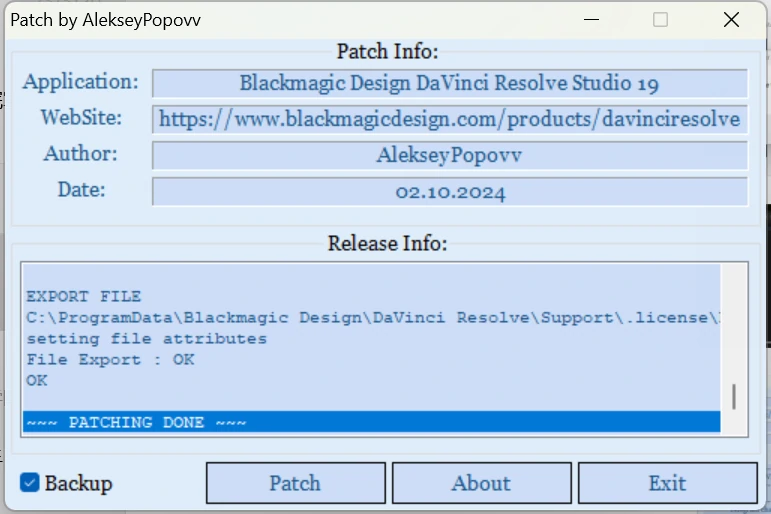 Patch by AlekseyPopovv
Patch Info:
Application: Blackmagic Design DaVinci Resolve Studio 19
WebSite: https://www.blackmagicdesign.com/products/davinciresolve
Author: AlekseyPopovv
Date: 02.10.2024
Release Info:
EXPORT FILE
C:\ProgramData\Blackmagic Design\DaVinci Resolve\Support\.license\
setting file attributes
File Export : OK
OK
~~~ PATCHING DONE ~~~
Backup Patch About Exit